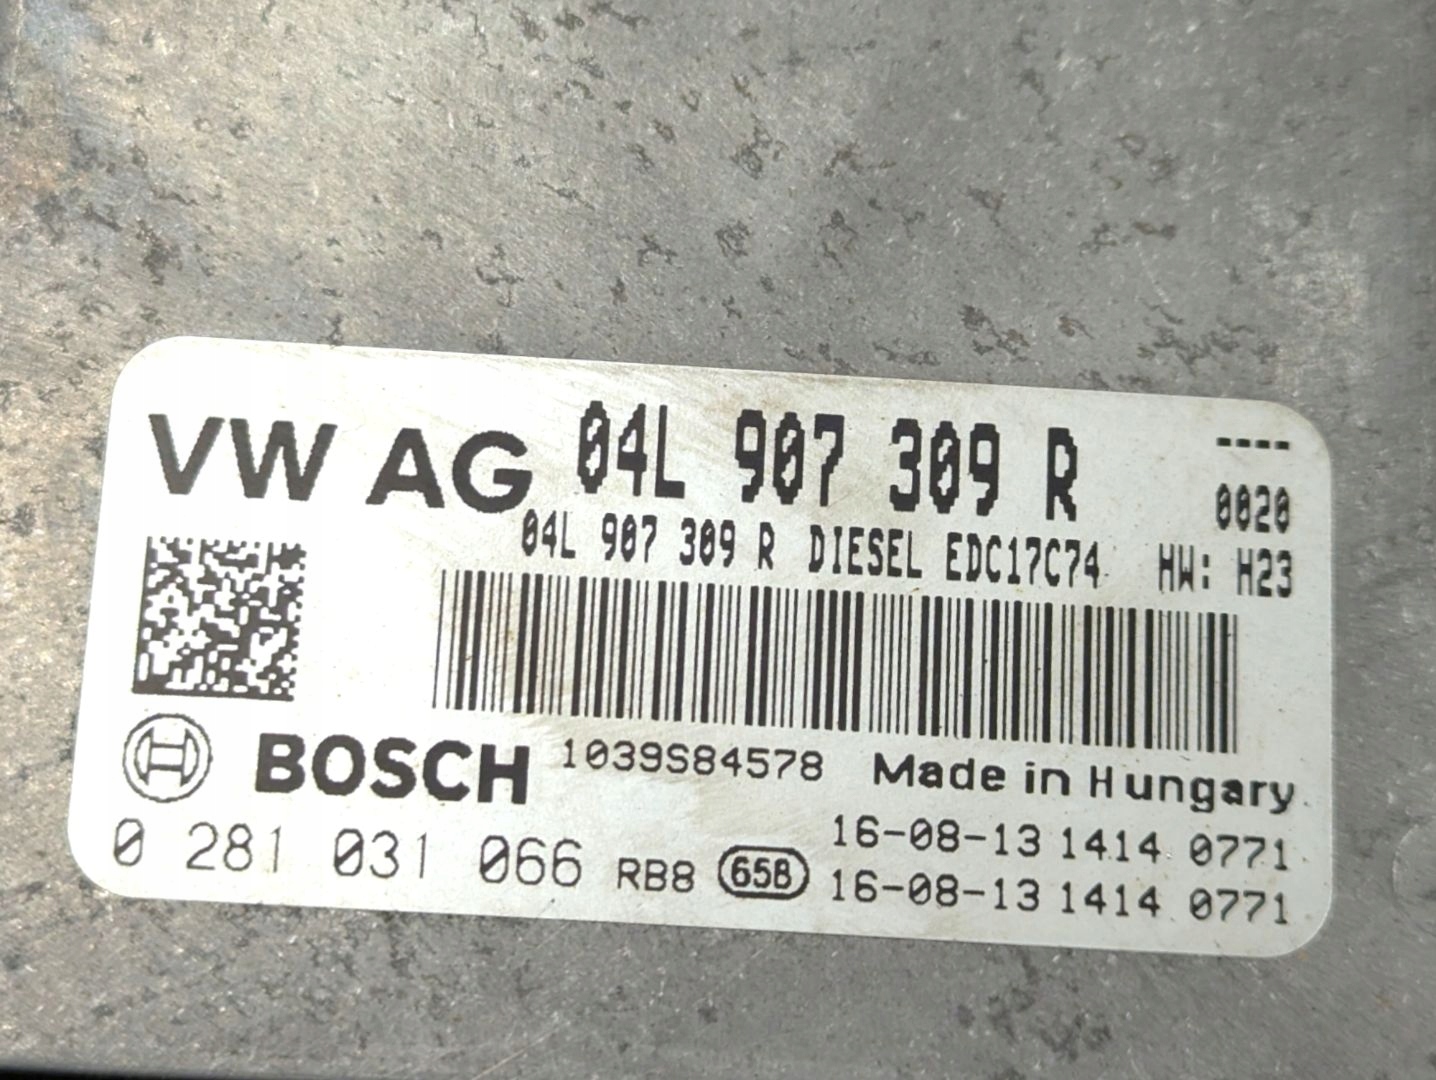 VW AG 04L 907 309 R ----
0020
04L 907 309 R DIESEL EDC17C74 HW: H23
BOSCH 1039S84578 Made in Hungary
0 281 031 066 RB8 65B 16-08-13 1414 0771
16-08-13 1414 0771